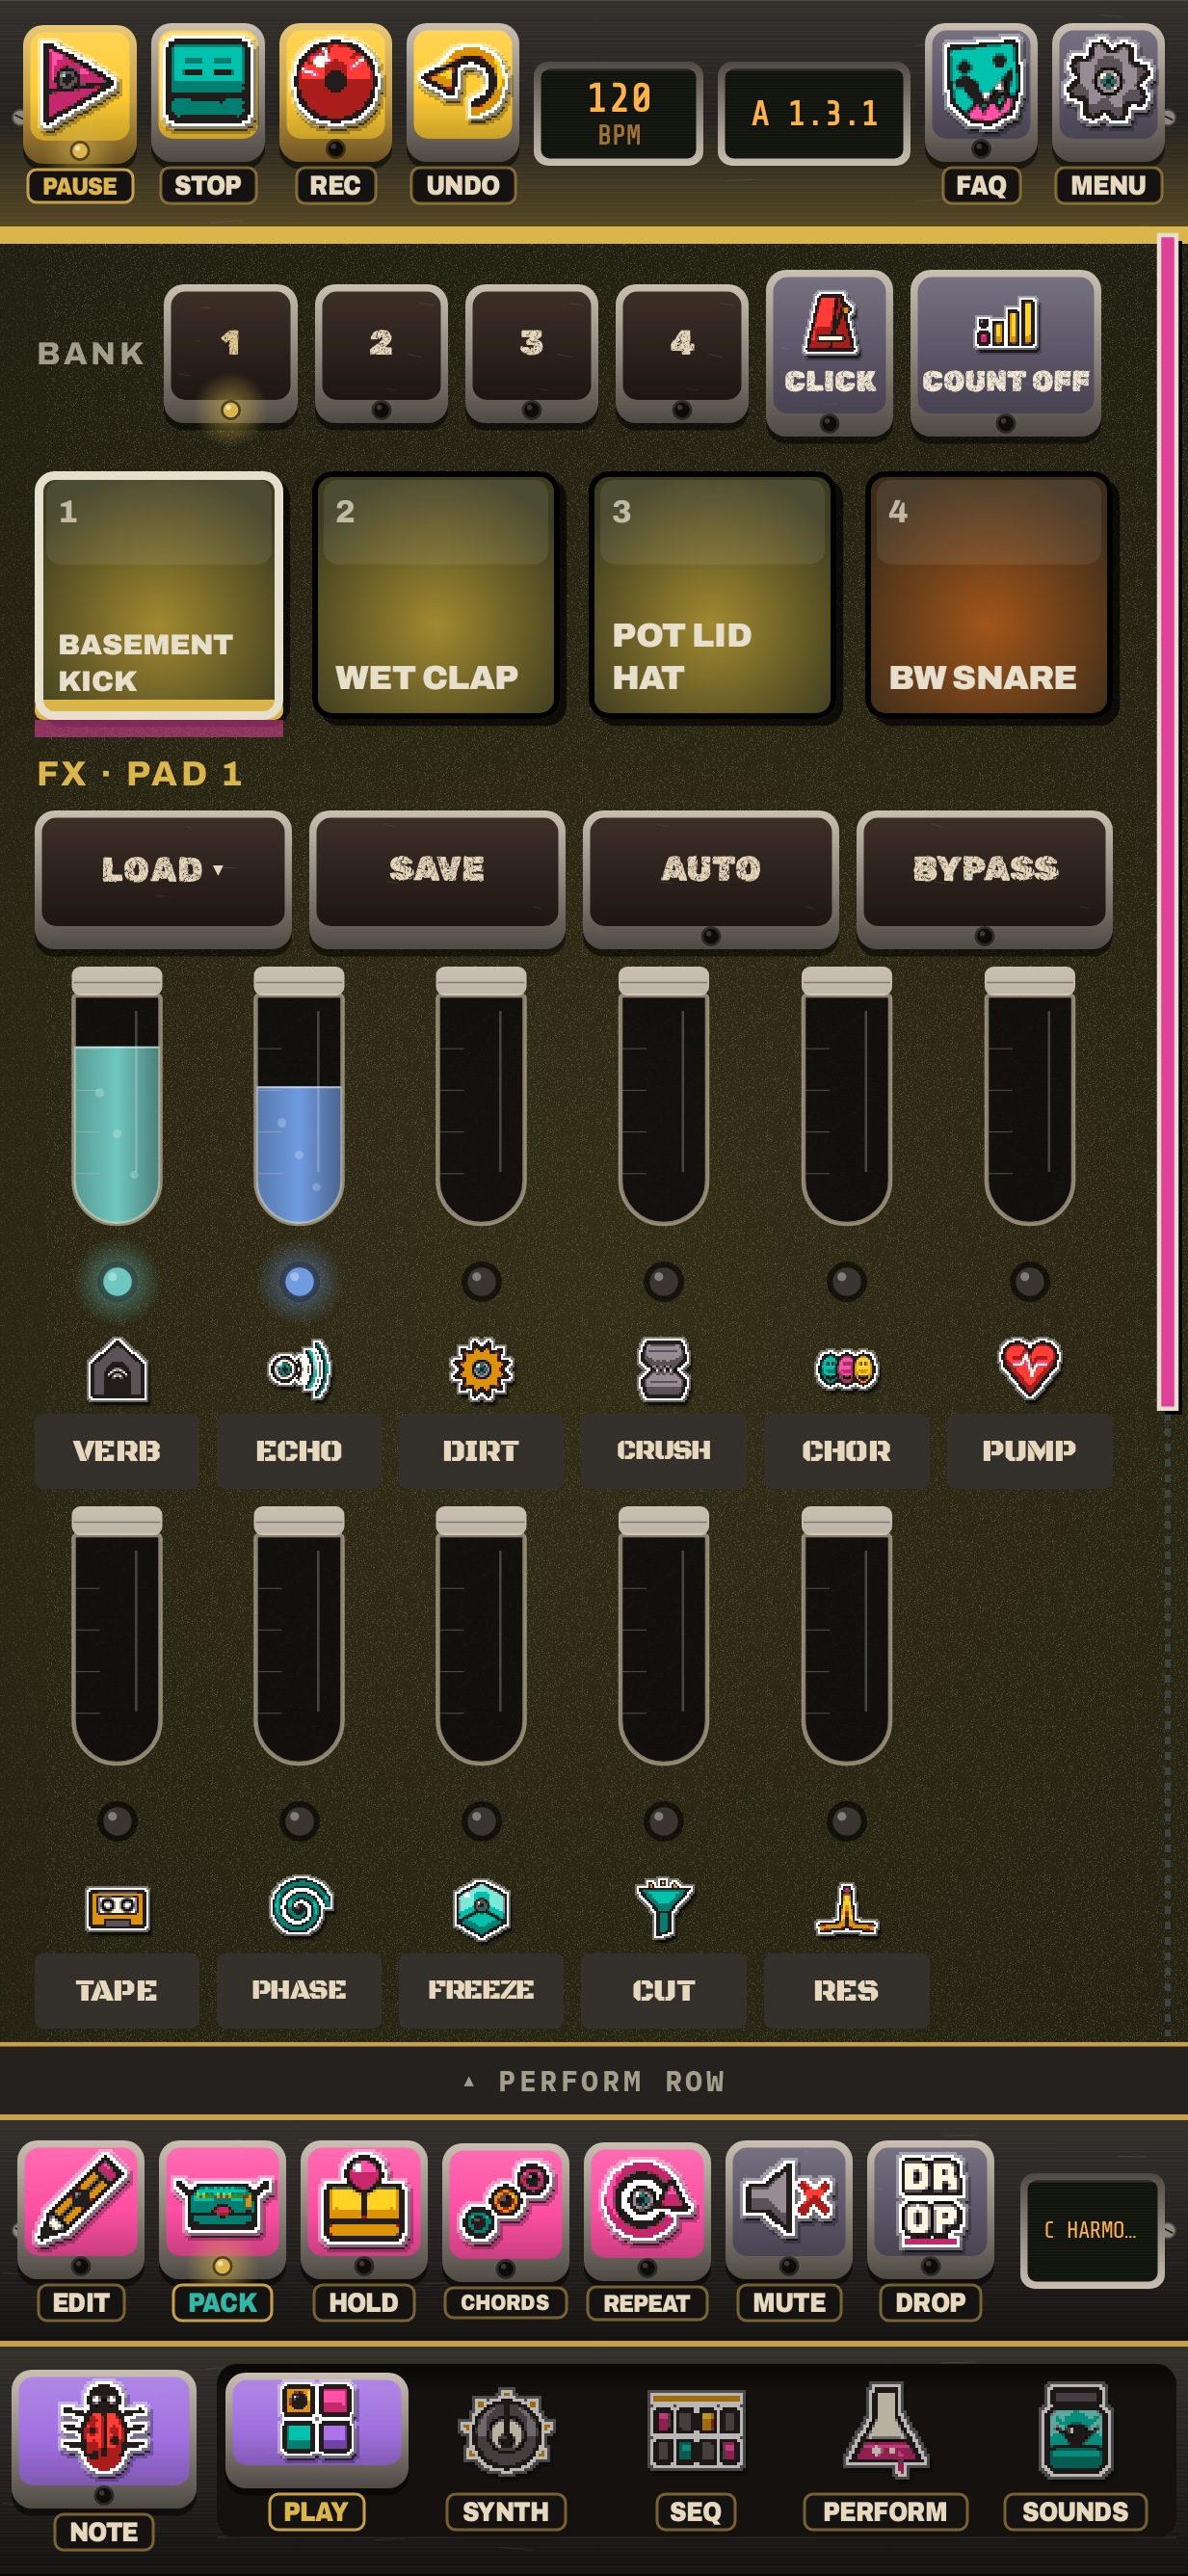 120
BPM
A 1.3.1
PAUSE
STOP
REC
UNDO
FAQ
MENU
BANK
1
2
3
4
CLICK
COUNT OFF
1
BASEMENT
KICK
2
WET CLAP
3
POT LID
HAT
4
BW SNARE
FX · PAD 1
LOAD ▾
SAVE
AUTO
BYPASS
VERB
ECHO
DIRT
CRUSH
CHOR
PUMP
TAPE
PHASE
FREEZE
CUT
RES
▴ PERFORM ROW
DR
OP
C HARMO…
EDIT
PACK
HOLD
CHORDS
REPEAT
MUTE
DROP
NOTE
PLAY
SYNTH
SEQ
PERFORM
SOUNDS